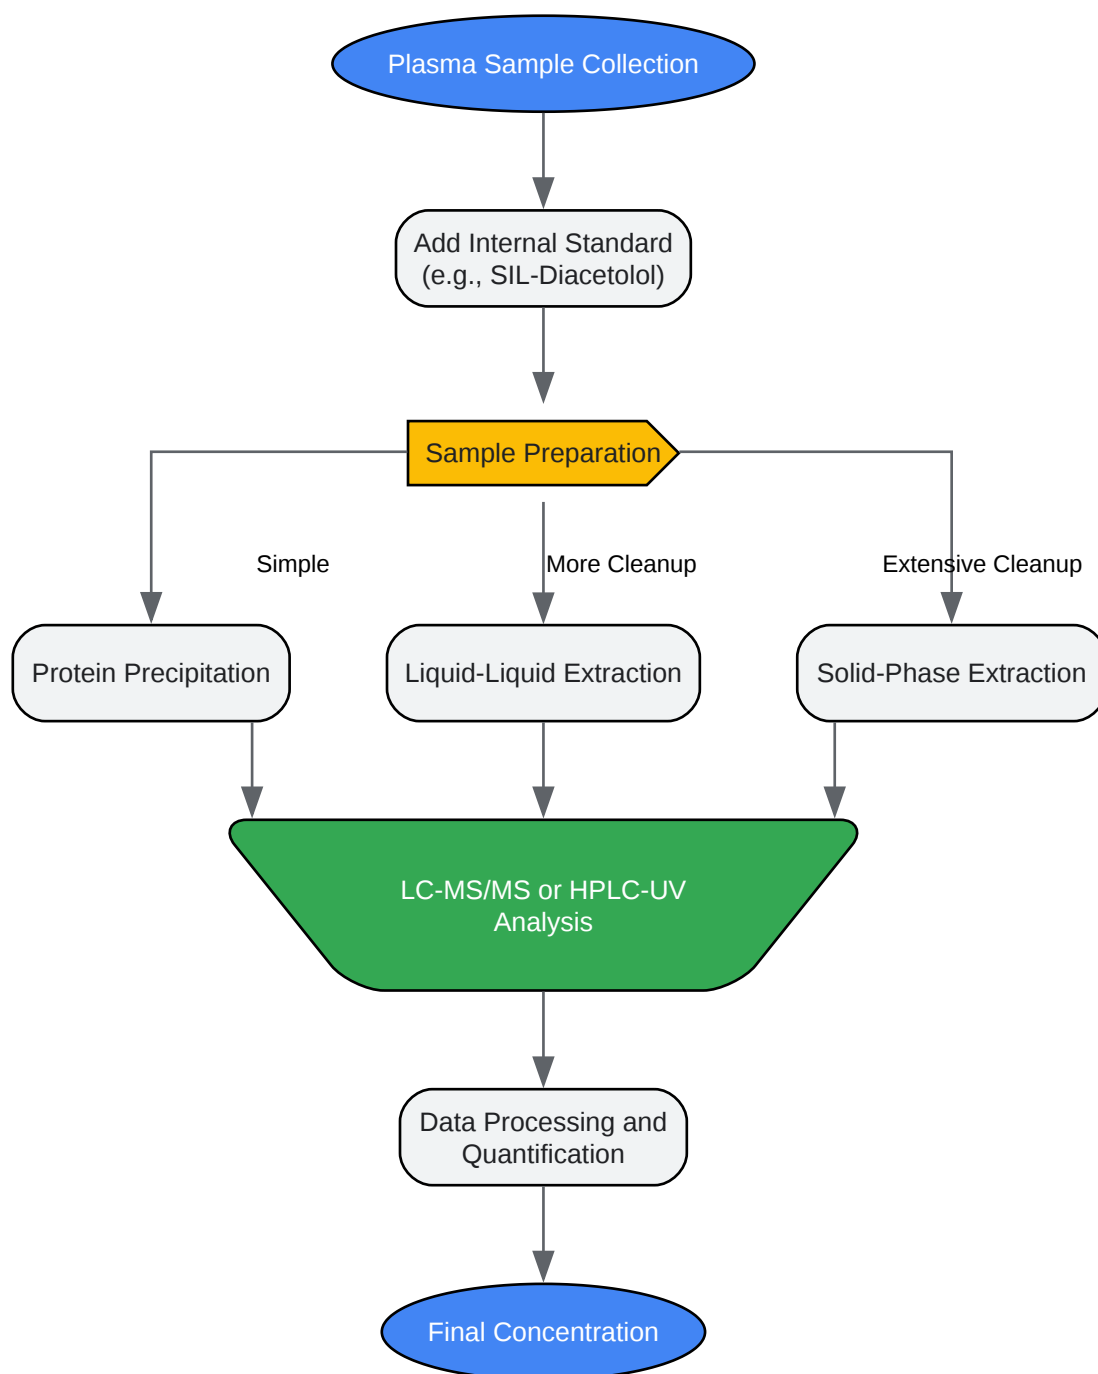 Plasma Sample Collection
Add Internal Standard
(e.g., SIL-Diacetolol)
Sample Preparation
Simple
More Cleanup
Extensive Cleanup
Protein Precipitation
Liquid-Liquid Extraction
Solid-Phase Extraction
LC-MS/MS or HPLC-UV
Analysis
Data Processing and
Quantification
Final Concentration